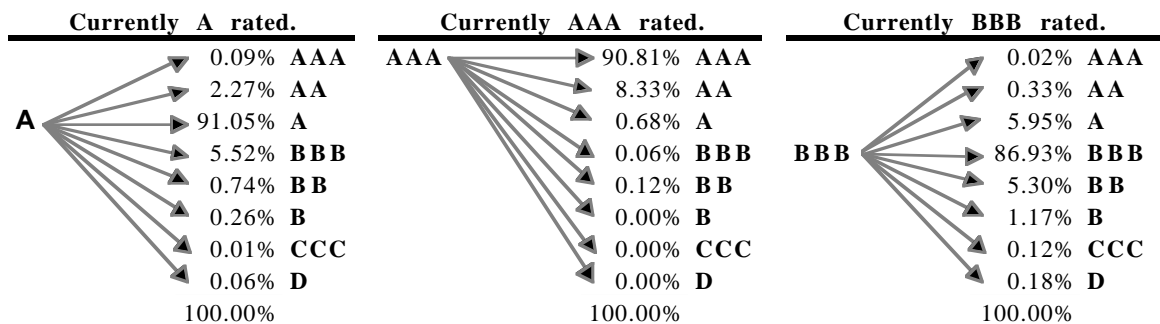 Currently A rated.
A
0.09% AAA
2.27% AA
91.05% A
5.52% BBB
0.74% BB
0.26% B
0.01% CCC
0.06% D
100.00%
Currently AAA rated.
AAA
90.81% AAA
8.33% AA
0.68% A
0.06% BBB
0.12% BB
0.00% B
0.00% CCC
0.00% D
100.00%
Currently BBB rated.
BBB
0.02% AAA
0.33% AA
5.95% A
86.93% BBB
5.30% BB
1.17% B
0.12% CCC
0.18% D
100.00%